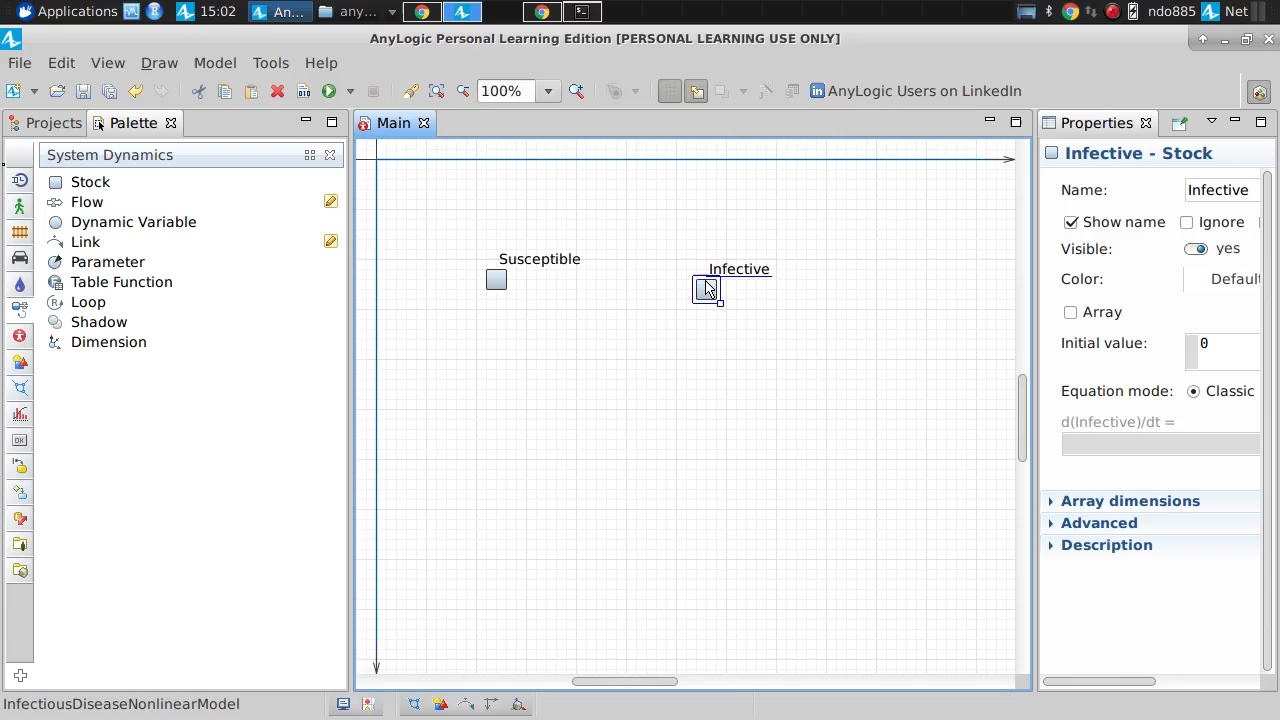 Applications 15:02 An... any... ndo885 Net
AnyLogic Personal Learning Edition [PERSONAL LEARNING USE ONLY]
File Edit View Draw Model Tools Help
100% AnyLogic Users on LinkedIn
Projects Palette
System Dynamics
Stock
Flow
Dynamic Variable
Link
Parameter
Table Function
Loop
Shadow
Dimension
Main
Susceptible
Infective
Properties
Infective - Stock
Name: Infective
Show name Ignore
Visible: yes
Color: Default
Array
Initial value: 0
Equation mode: Classic
d(Infective)/dt =
Array dimensions
Advanced
Description
InfectiousDiseaseNonlinearModel